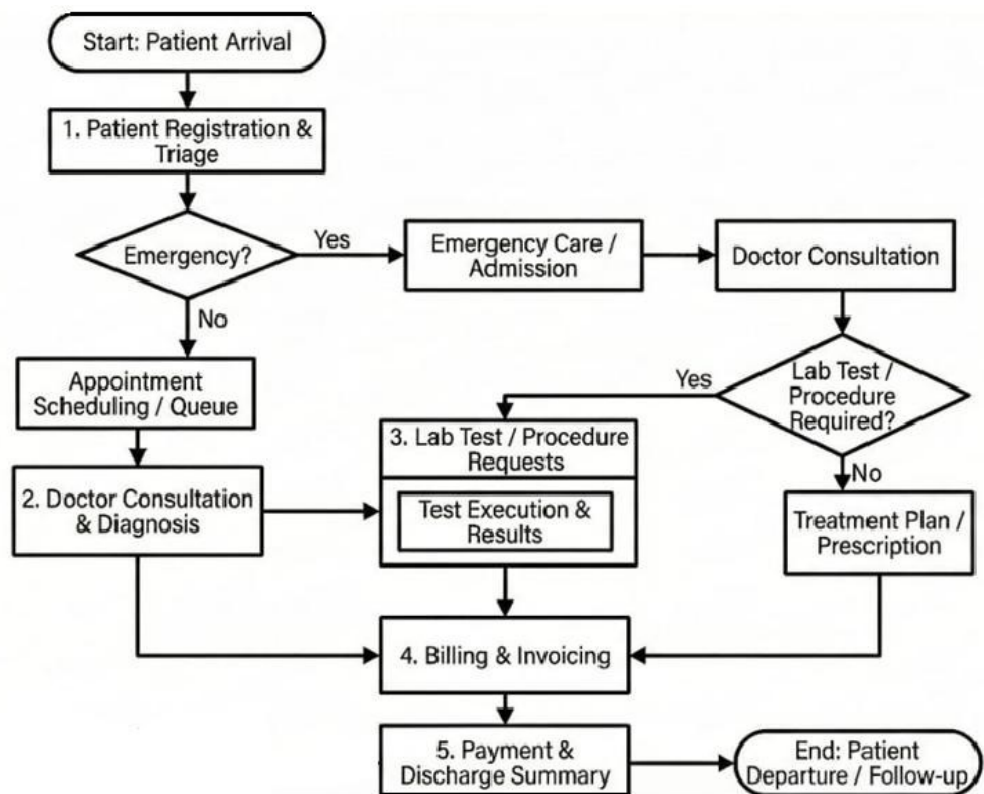 Start: Patient Arrival
1. Patient Registration &
Triage
Emergency?
Yes
Emergency Care /
Admission
Doctor Consultation
No
Appointment
Scheduling / Queue
Yes
Lab Test /
Procedure
Required?
3. Lab Test / Procedure
Requests
No
2. Doctor Consultation
& Diagnosis
Test Execution &
Results
Treatment Plan /
Prescription
4. Billing & Invoicing
5. Payment &
Discharge Summary
End: Patient
Departure / Follow-up